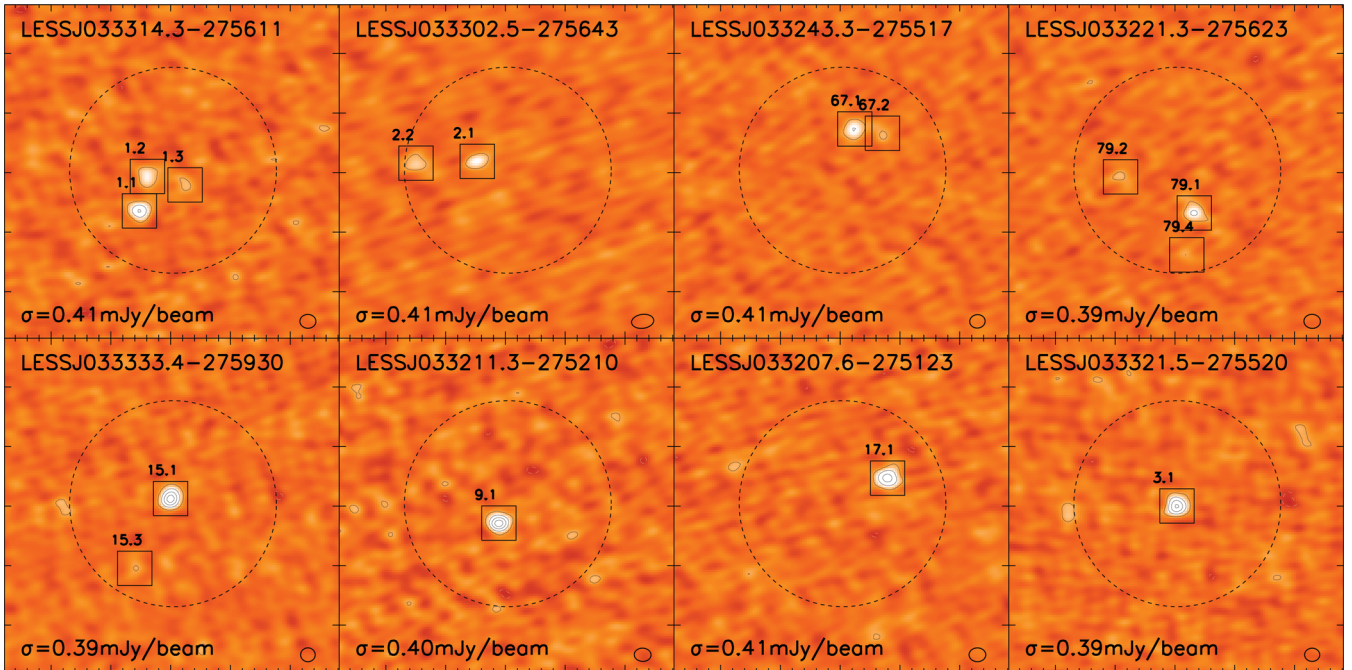 LESSJ033314.3−275611
1.2
1.3
1.1
σ=0.41mJy/beam
LESSJ033302.5−275643
2.2
2.1
σ=0.41mJy/beam
LESSJ033243.3−275517
67.1
67.2
σ=0.41mJy/beam
LESSJ033221.3−275623
79.2
79.1
79.4
σ=0.39mJy/beam
LESSJ033333.4−275930
15.1
15.3
σ=0.39mJy/beam
LESSJ033211.3−275210
9.1
σ=0.40mJy/beam
LESSJ033207.6−275123
17.1
σ=0.41mJy/beam
LESSJ033321.5−275520
3.1
σ=0.39mJy/beam